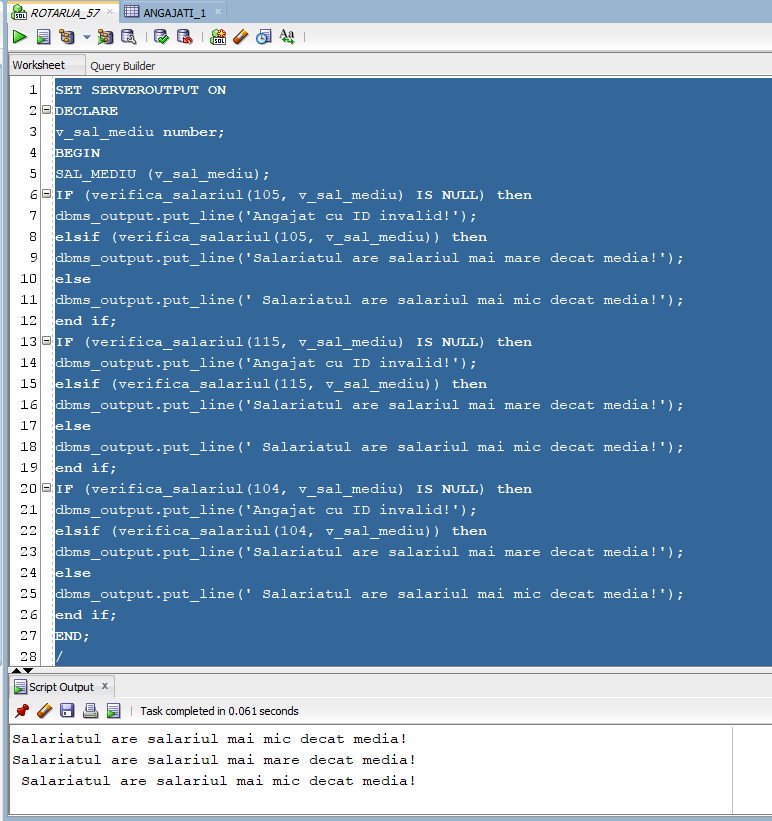 SQL ROTARUA_57 × ANGAJATI_1 ×
SQL Aa
Worksheet Query Builder
1 SET SERVEROUTPUT ON
2 DECLARE
3 v_sal_mediu number;
4 BEGIN
5 SAL_MEDIU (v_sal_mediu);
6 IF (verifica_salariul(105, v_sal_mediu) IS NULL) then
7 dbms_output.put_line('Angajat cu ID invalid!');
8 elsif (verifica_salariul(105, v_sal_mediu)) then
9 dbms_output.put_line('Salariatul are salariul mai mare decat media!');
10 else
11 dbms_output.put_line(' Salariatul are salariul mai mic decat media!');
12 end if;
13 IF (verifica_salariul(115, v_sal_mediu) IS NULL) then
14 dbms_output.put_line('Angajat cu ID invalid!');
15 elsif (verifica_salariul(115, v_sal_mediu)) then
16 dbms_output.put_line('Salariatul are salariul mai mare decat media!');
17 else
18 dbms_output.put_line(' Salariatul are salariul mai mic decat media!');
19 end if;
20 IF (verifica_salariul(104, v_sal_mediu) IS NULL) then
21 dbms_output.put_line('Angajat cu ID invalid!');
22 elsif (verifica_salariul(104, v_sal_mediu)) then
23 dbms_output.put_line('Salariatul are salariul mai mare decat media!');
24 else
25 dbms_output.put_line(' Salariatul are salariul mai mic decat media!');
26 end if;
27 END;
28 /
Script Output ×
Task completed in 0.061 seconds
Salariatul are salariul mai mic decat media!
Salariatul are salariul mai mare decat media!
 Salariatul are salariul mai mic decat media!